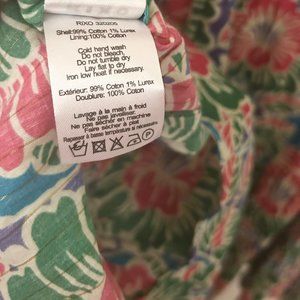 RIXO 320205
Shell:99% Cotton 1% Lurex
Lining:100% Cotton
Cold hand wash
Do not bleach.
Do not tumble dry
Lay flat to dry
Iron low heat if necessary.
Extérieur: 99% Coton 1% Lurex
Doublure: 100% Coton
Lavage à la main à froid
Ne pas javelliser.
Ne pas sécher en machine
Faire sécher à plat
Repasser à basse température si nécessaire